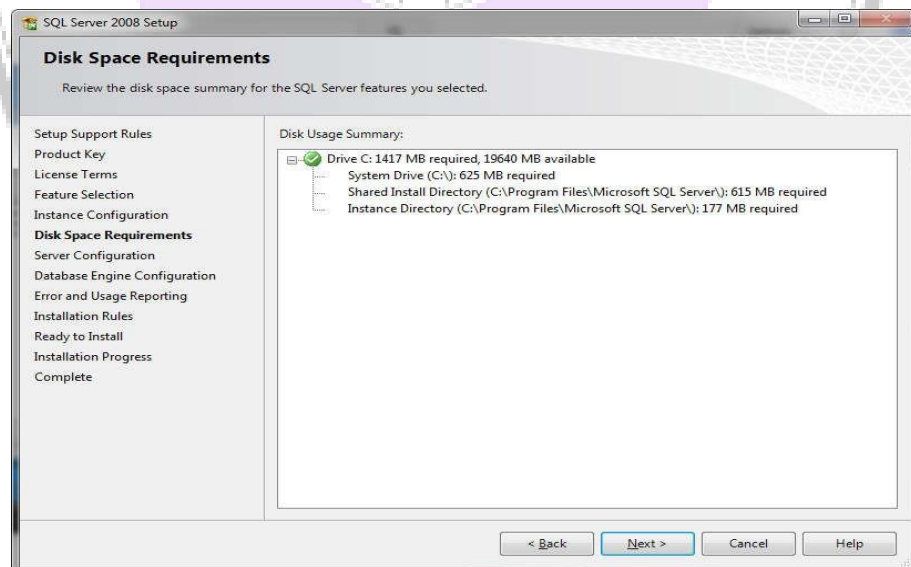 SQL Server 2008 Setup
Disk Space Requirements
Review the disk space summary for the SQL Server features you selected.
Setup Support Rules
Product Key
License Terms
Feature Selection
Instance Configuration
Disk Space Requirements
Server Configuration
Database Engine Configuration
Error and Usage Reporting
Installation Rules
Ready to Install
Installation Progress
Complete
Disk Usage Summary:
Drive C: 1417 MB required, 19640 MB available
System Drive (C:\): 625 MB required
Shared Install Directory (C:\Program Files\Microsoft SQL Server\): 615 MB required
Instance Directory (C:\Program Files\Microsoft SQL Server\): 177 MB required
< Back
Next >
Cancel
Help